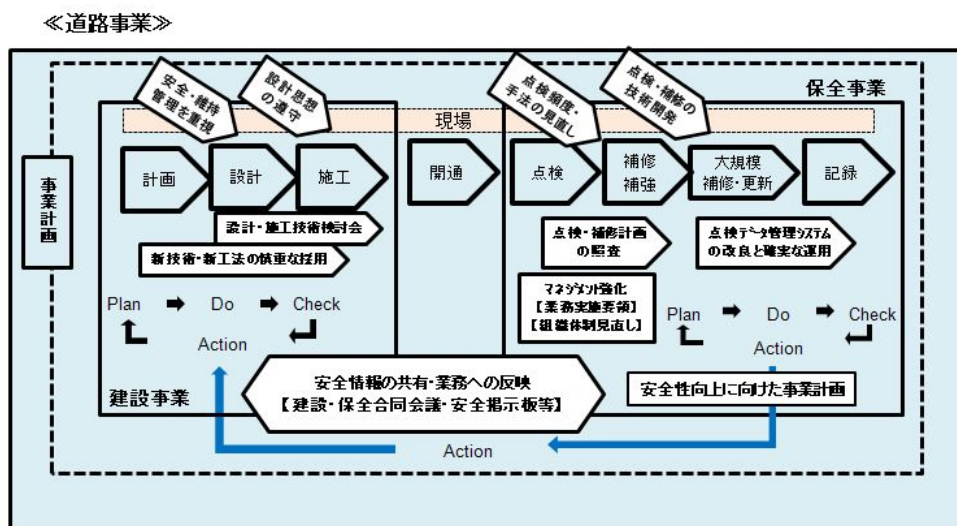 ≪道路事業≫
安全・維持
管理を重視
設計思想
の遵守
点検頻度・
手法の見直し
点検・補修の
技術開発
保全事業
現場
事業計画
計画
設計
施工
開通
点検
補修
補強
大規模
補修・更新
記録
設計・施工技術検討会
新技術・新工法の慎重な採用
点検・補修計画
の照査
点検データ管理システム
の改良と確実な運用
マネジメント強化
【業務実施要領】
【組織体制見直し】
Plan
Do
Check
Action
Plan
Do
Check
Action
建設事業
安全情報の共有・業務への反映
【建設・保全合同会議・安全掲示板等】
安全性向上に向けた事業計画
Action